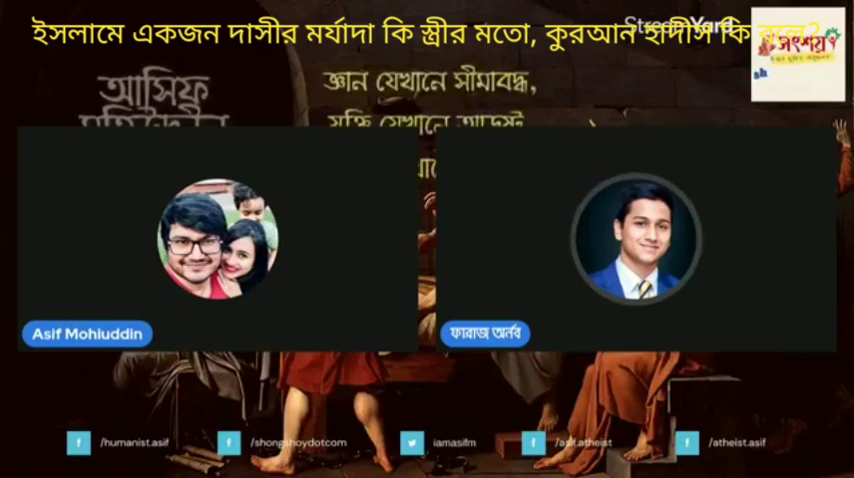 ইসলামে একজন দাসীর মর্যাদা কি স্ত্রীর মতো, কুরআন হাদীস কি বলে?
StreamYard
সংশয়
আসিফ
জ্ঞান যেখানে সীমাবদ্ধ,
যেখানে
Asif Mohiuddin
ফারাজ অর্নব
/humanist.asif
/shongshoydotcom
iamasifm
/asif.atheist
/atheist.asif